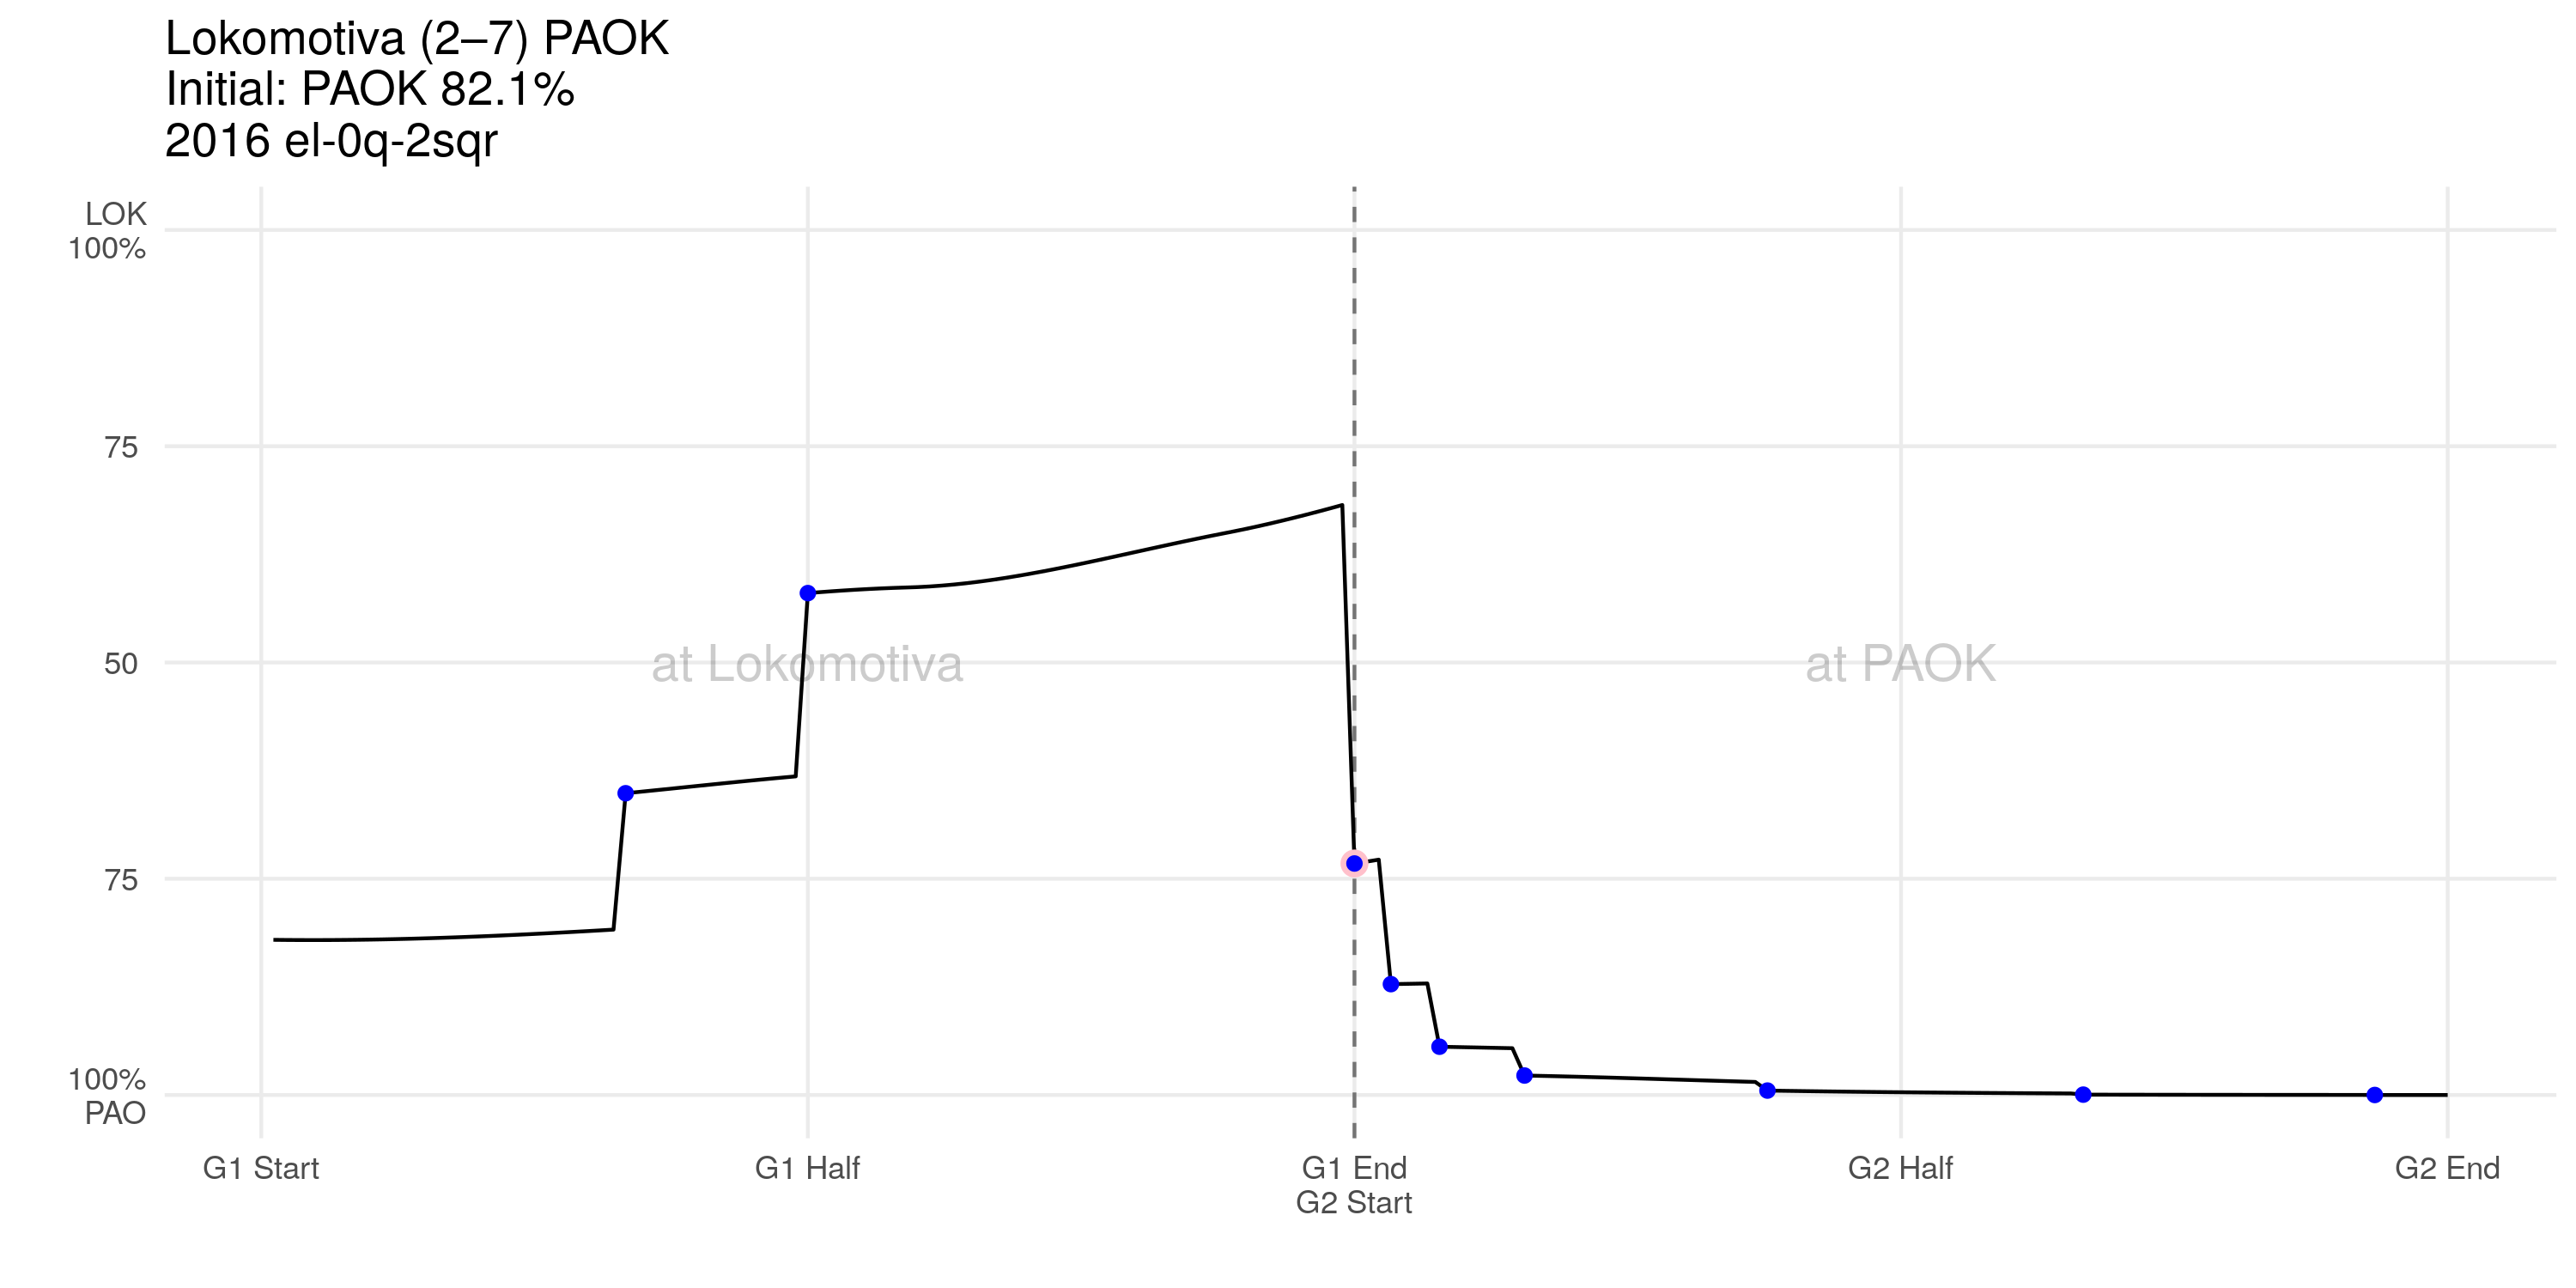 Lokomotiva (2–7) PAOK
Initial: PAOK 82.1%
2016 el-0q-2sqr
LOK
100%
75
50
75
100%
PAO
at Lokomotiva
at PAOK
G1 Start
G1 Half
G1 End
G2 Start
G2 Half
G2 End